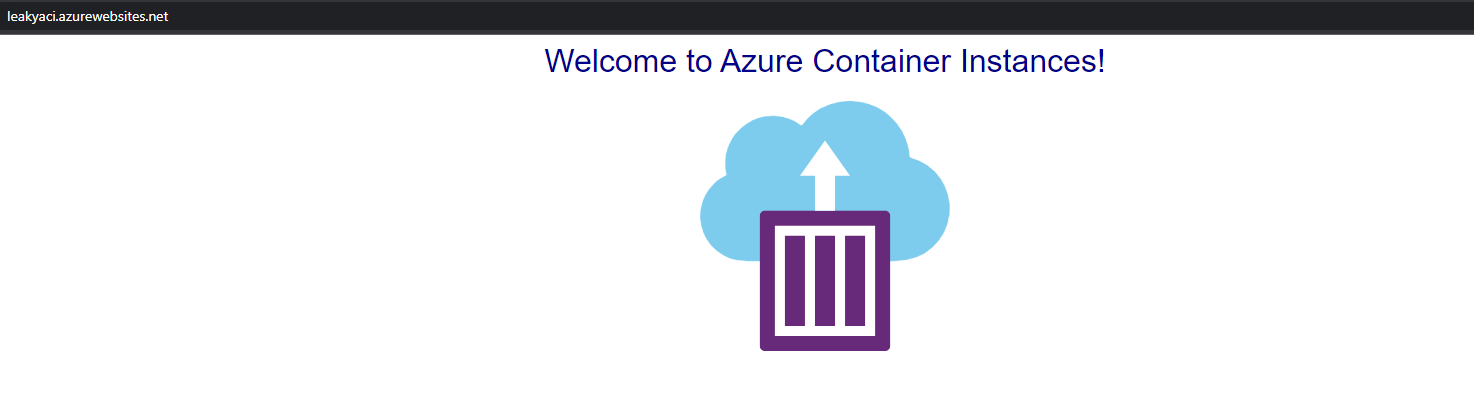 leakyaci.azurewebsites.net
Welcome to Azure Container Instances!